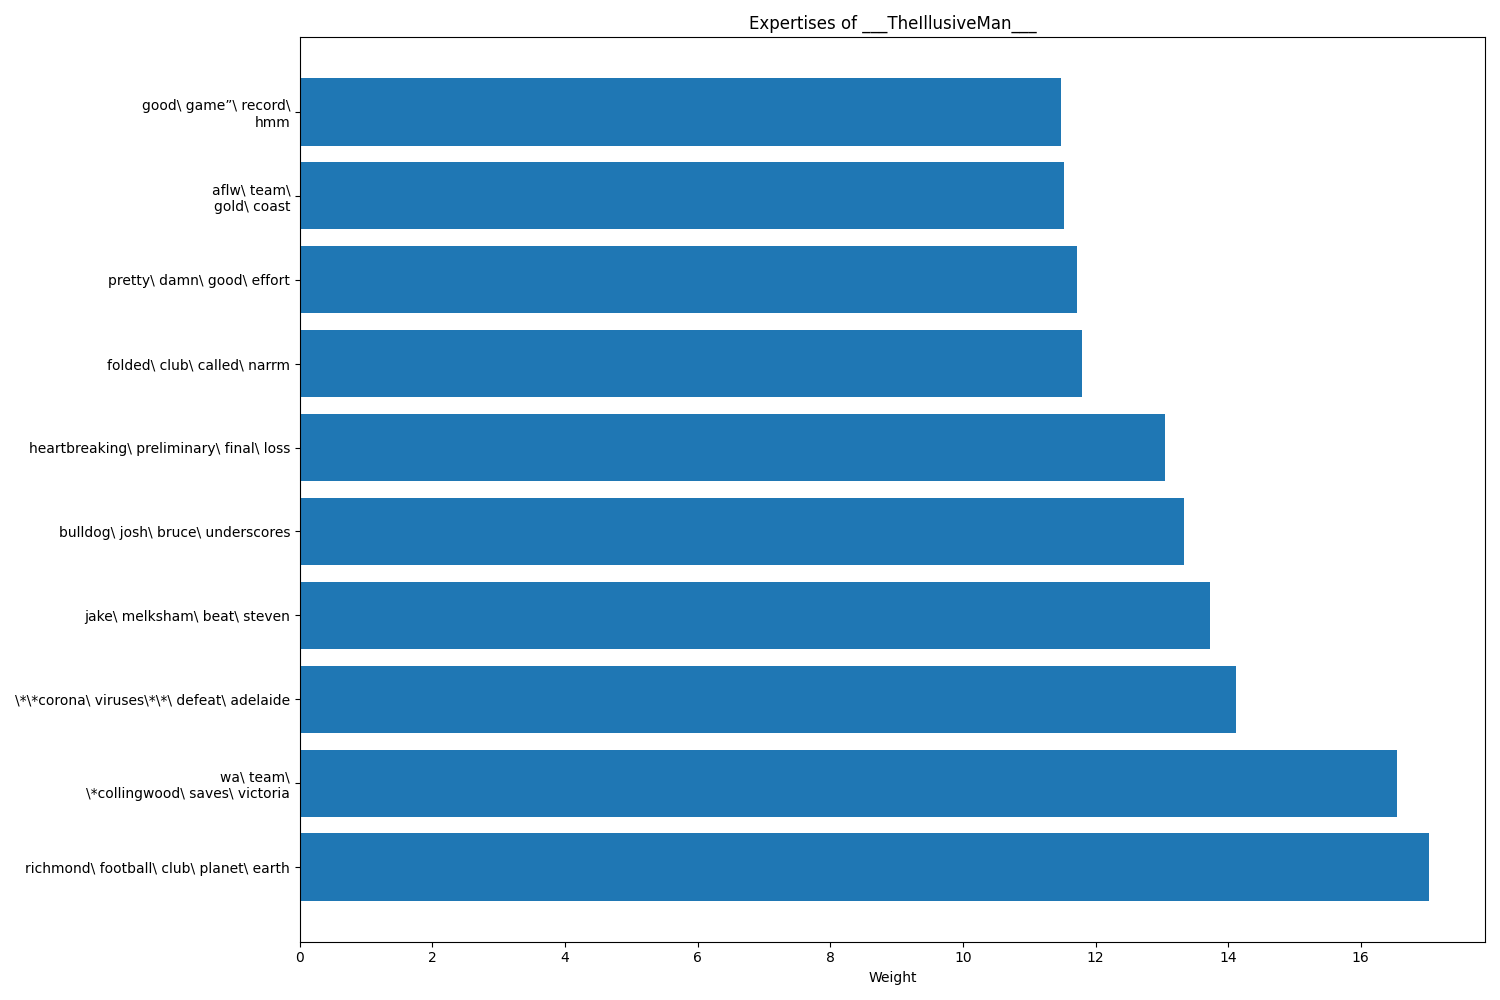 Expertises of ___TheIllusiveMan___
good\ game”\ record\
hmm
aflw\ team\
gold\ coast
pretty\ damn\ good\ effort
folded\ club\ called\ narrm
heartbreaking\ preliminary\ final\ loss
bulldog\ josh\ bruce\ underscores
jake\ melksham\ beat\ steven
\*\*corona\ viruses\*\*\ defeat\ adelaide
wa\ team\
\*collingwood\ saves\ victoria
richmond\ football\ club\ planet\ earth
0 2 4 6 8 10 12 14 16
Weight